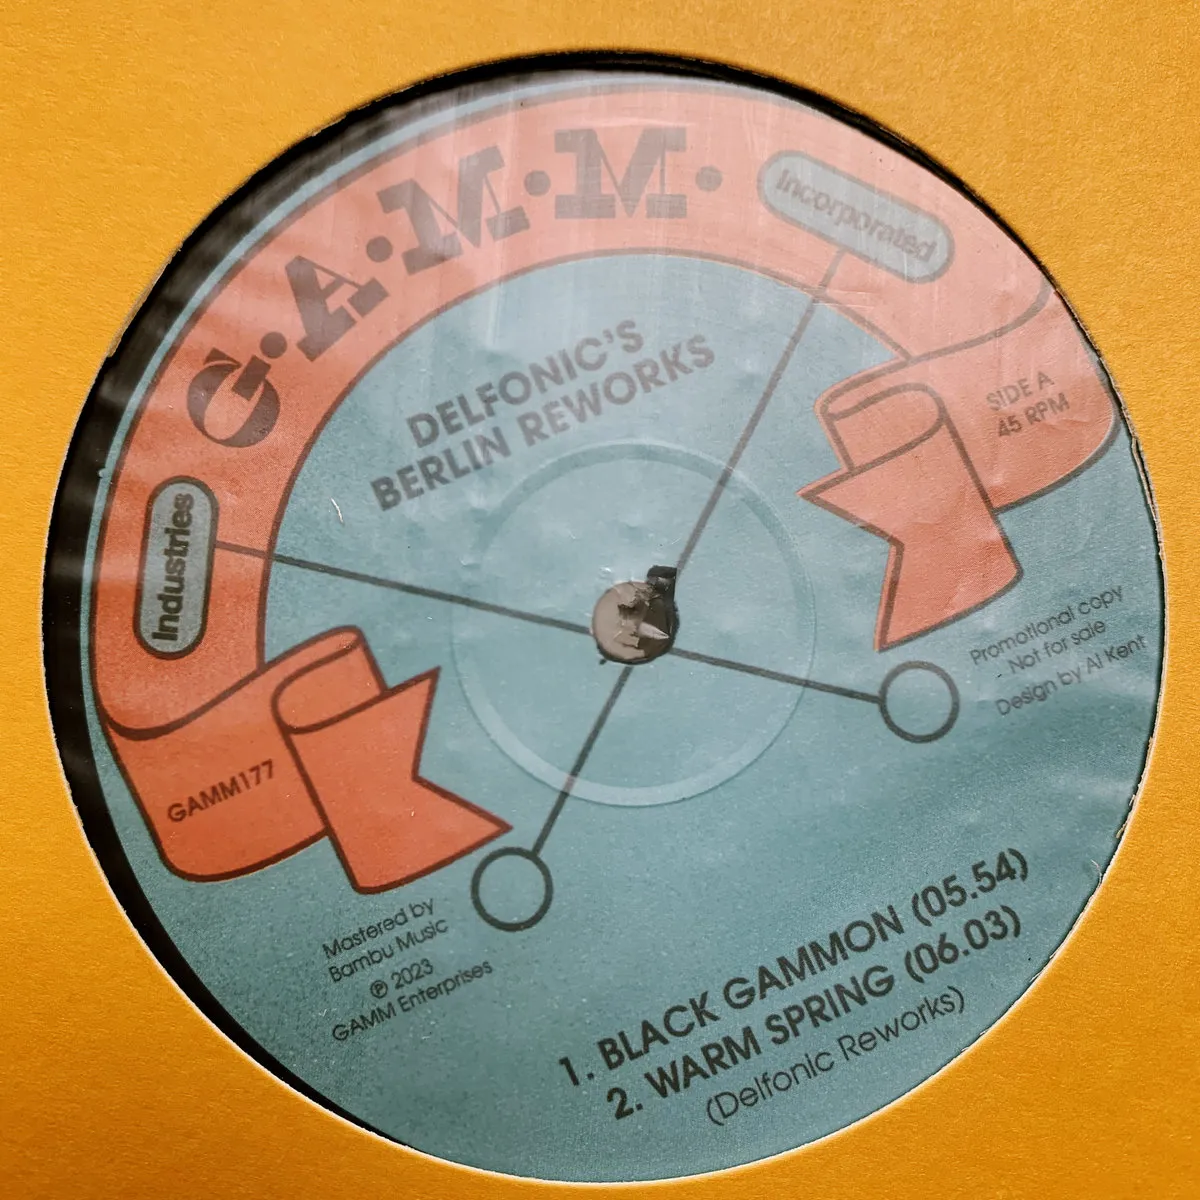 G·A·M·M·
Incorporated
Industries
DELFONIC'S
BERLIN REWORKS
SIDE A
45 RPM
Promotional copy
Not for sale
Design by Al Kent
GAMM177
Mastered by
Bambu Music
℗ 2023
GAMM Enterprises
1. BLACK GAMMON (05.54)
2. WARM SPRING (06.03)
(Delfonic Reworks)